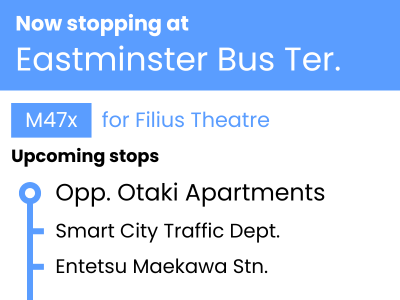 Now stopping at
Eastminster Bus Ter.
M47x for Filius Theatre
Upcoming stops
Opp. Otaki Apartments
Smart City Traffic Dept.
Entetsu Maekawa Stn.